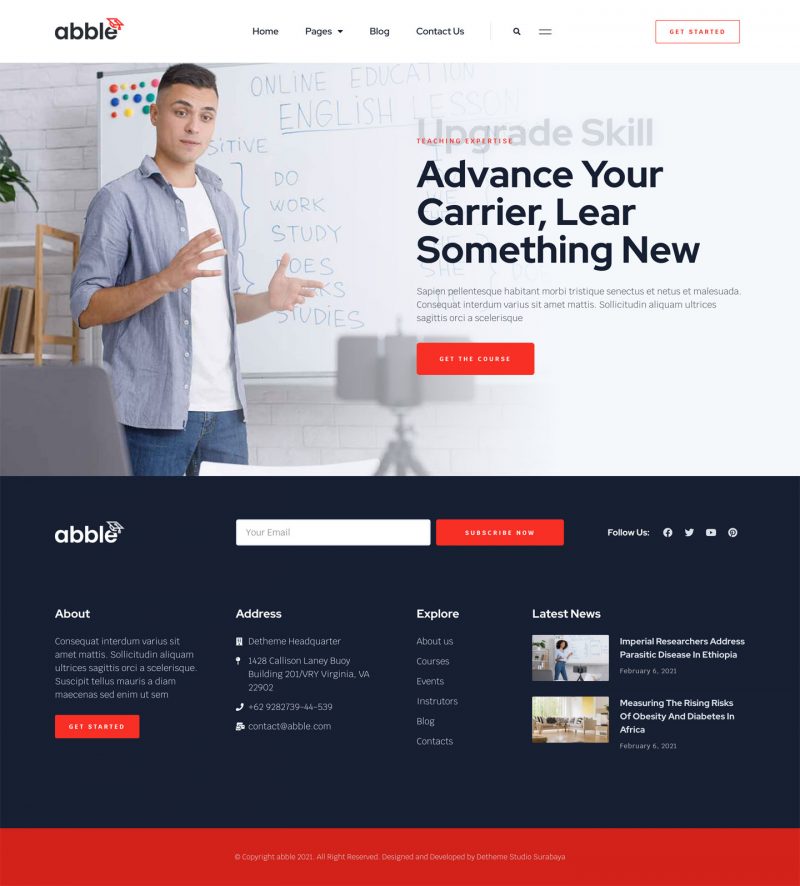 abble
Home
Pages
Blog
Contact Us
GET STARTED
ONLINE EDUCATION
ENGLISH LESSON
SITIVE
DO
WORK
STUDY
DOES
STUDIES
Upgrade Skill
TEACHING EXPERTISE
Advance Your
Carrier, Lear
Something New
Sapien pellentesque habitant morbi tristique senectus et netus et malesuada.
Consequat interdum varius sit amet mattis. Sollicitudin aliquam ultrices
sagittis orci a scelerisque
GET THE COURSE
abble
Your Email
SUBSCRIBE NOW
Follow Us:
About
Consequat interdum varius sit
amet mattis. Sollicitudin aliquam
ultrices sagittis orci a scelerisque.
Suscipit tellus mauris a diam
maecenas sed enim ut sem
GET STARTED
Address
Detheme Headquarter
1428 Callison Laney Buoy
Building 201/VRY Virginia, VA
22902
+62 9282739-44-539
contact@abble.com
Explore
About us
Courses
Events
Instrutors
Blog
Contacts
Latest News
Imperial Researchers Address
Parasitic Disease In Ethiopia
February 6, 2021
Measuring The Rising Risks
Of Obesity And Diabetes In
Africa
February 6, 2021
© Copyright abble 2021. All Right Reserved. Designed and Developed by Detheme Studio Surabaya